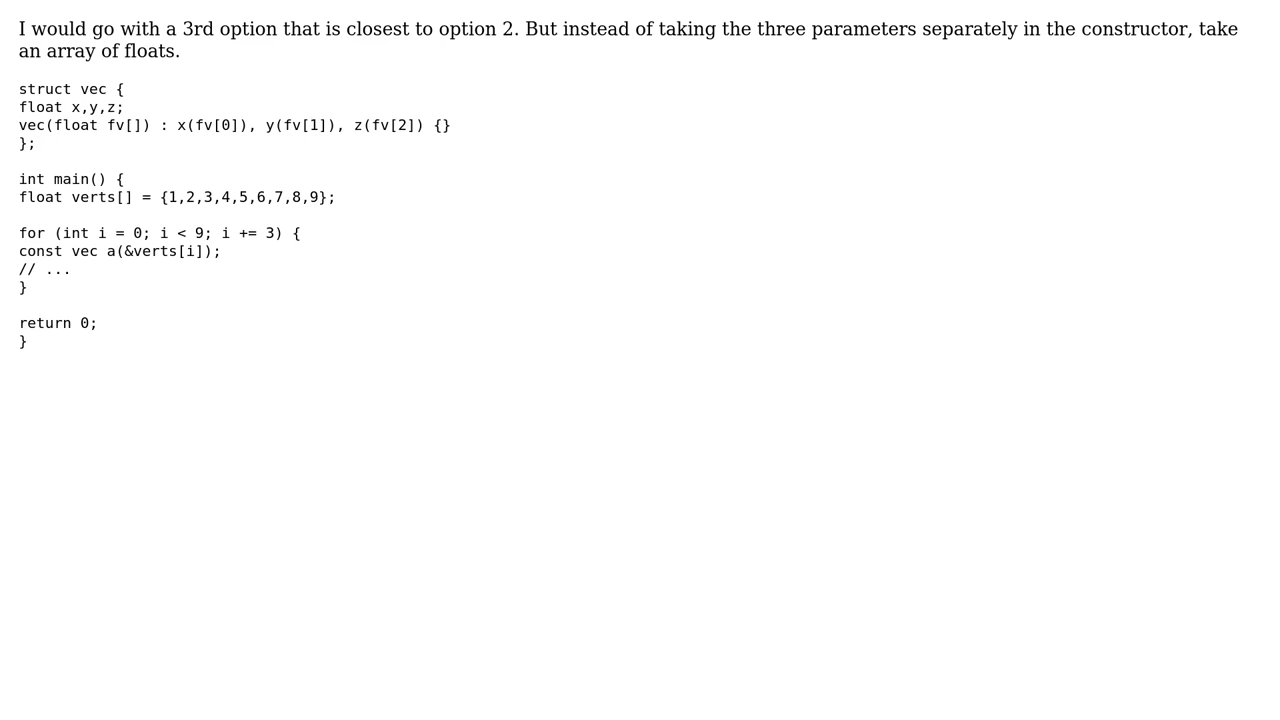 I would go with a 3rd option that is closest to option 2. But instead of taking the three parameters separately in the constructor, take
an array of floats.
struct vec {
float x,y,z;
vec(float fv[]) : x(fv[0]), y(fv[1]), z(fv[2]) {}
};
int main() {
float verts[] = {1,2,3,4,5,6,7,8,9};
for (int i = 0; i < 9; i += 3) {
const vec a(&verts[i]);
// ...
}
return 0;
}